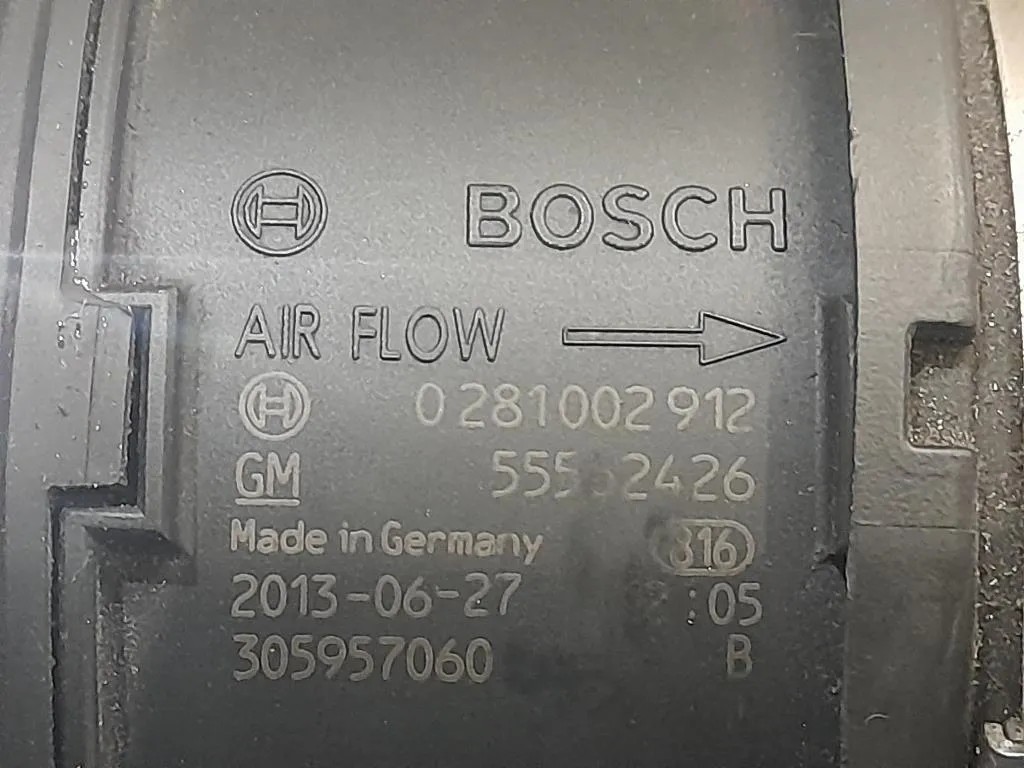 BOSCH
AIR FLOW
0 281 002 912
GM
Made in Germany 816
2013-06-27 :05
305957060 B